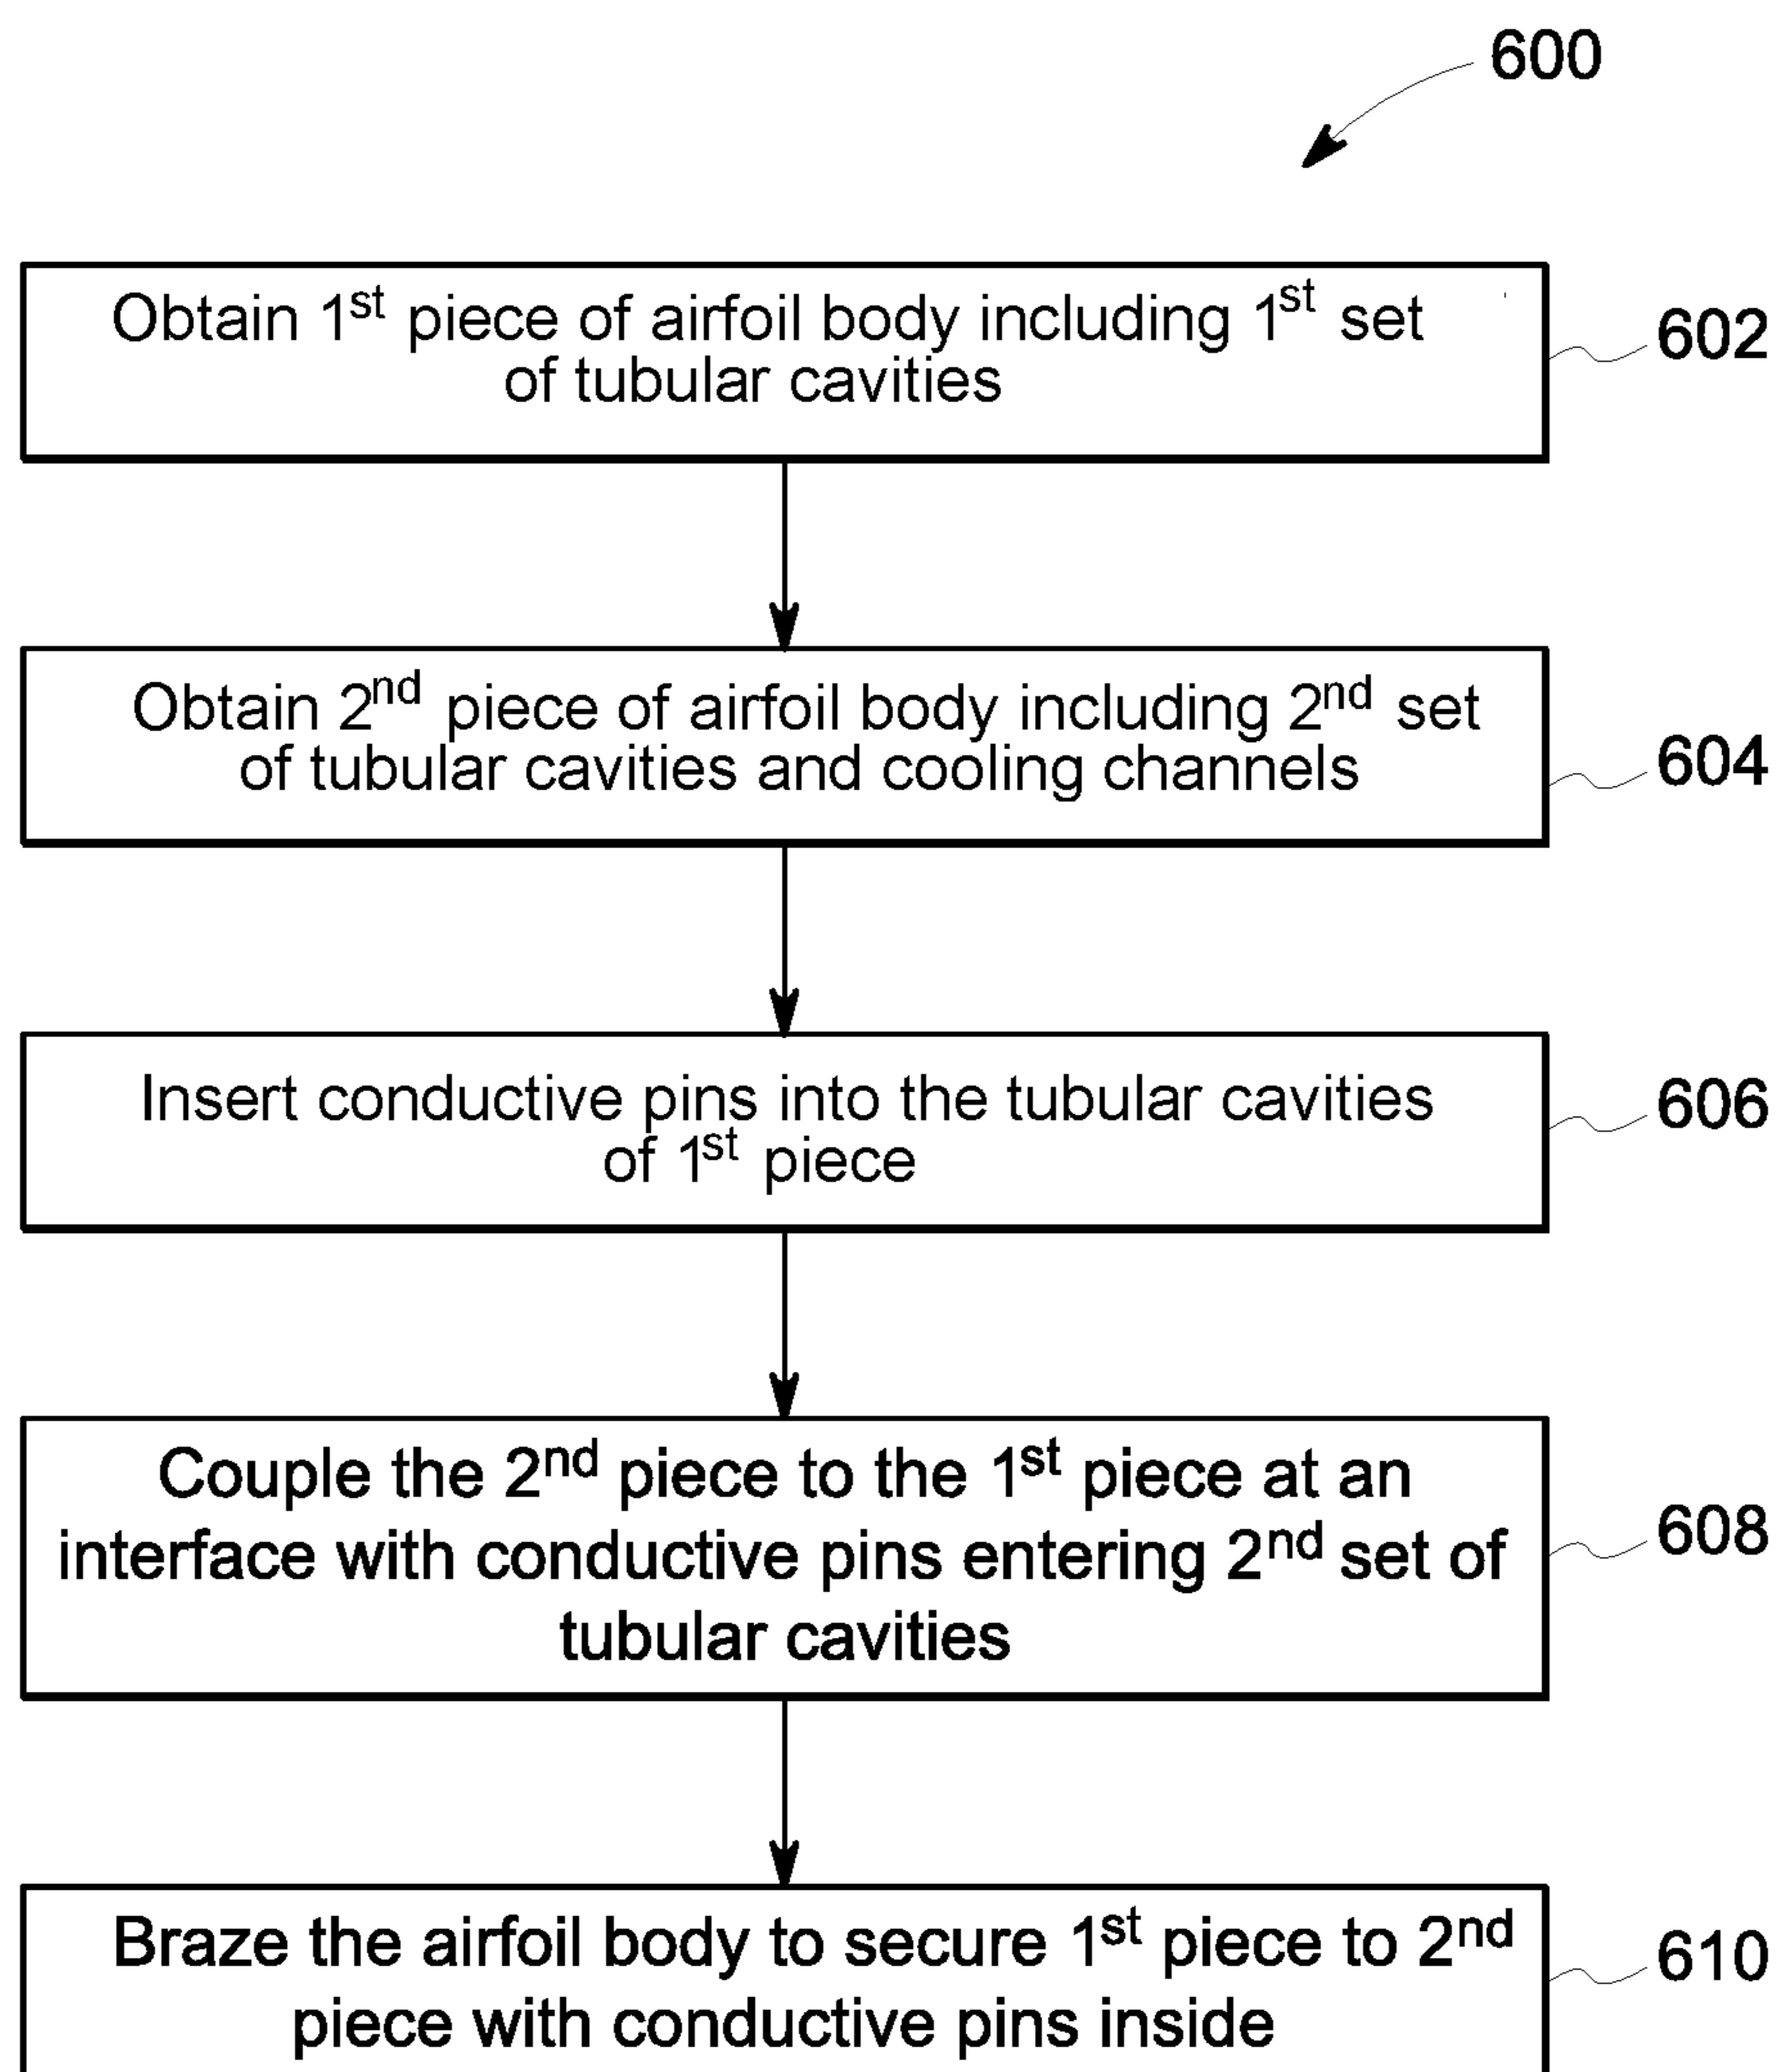 600
Obtain 1st piece of airfoil body including 1st set
of tubular cavities
602
Obtain 2nd piece of airfoil body including 2nd set
of tubular cavities and cooling channels
604
Insert conductive pins into the tubular cavities
of 1st piece
606
Couple the 2nd piece to the 1st piece at an
interface with conductive pins entering 2nd set of
tubular cavities
608
Braze the airfoil body to secure 1st piece to 2nd
piece with conductive pins inside
610